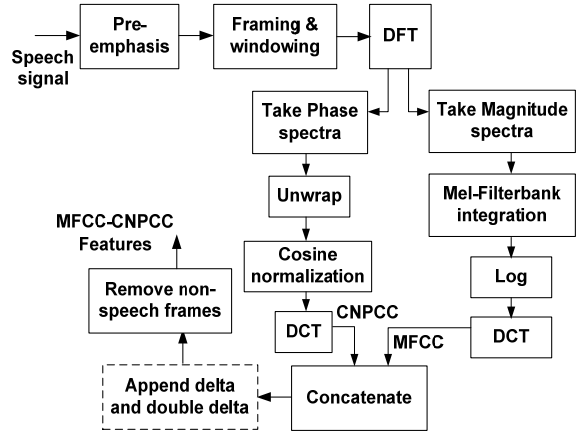 Speech
signal
Pre-
emphasis
Framing &
windowing
DFT
Take Phase
spectra
Take Magnitude
spectra
Unwrap
Mel-Filterbank
integration
MFCC-CNPCC
Features
Cosine
normalization
Log
Remove non-
speech frames
DCT
CNPCC
MFCC
DCT
Append delta
and double delta
Concatenate